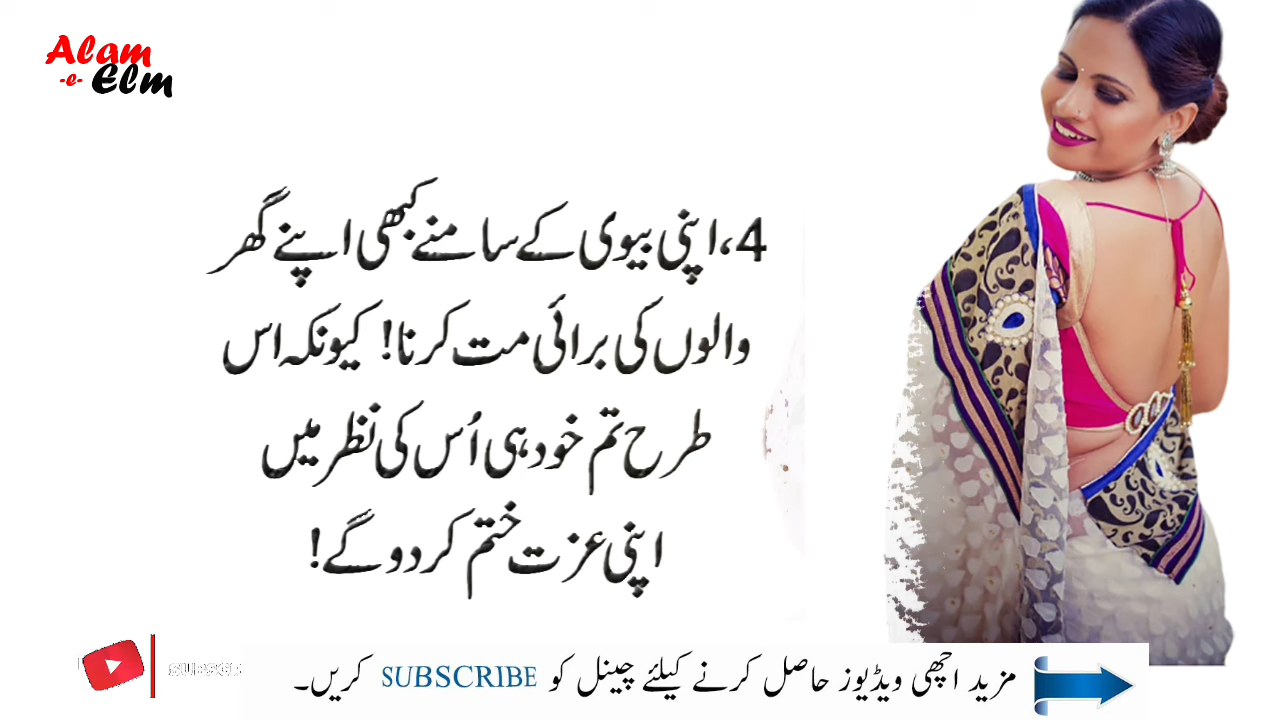 Alam
-e- Elm
4،اپنی بیوی کے سامنے کبھی اپنے گھر
والوں کی برائی مت کرنا! کیونکہ اس
طرح تم خود ہی اُس کی نظر میں
اپنی عزت ختم کر دو گے!
مزید اچھی ویڈیوز حاصل کرنے کیلئے چینل کو SUBSCRIBE کریں۔